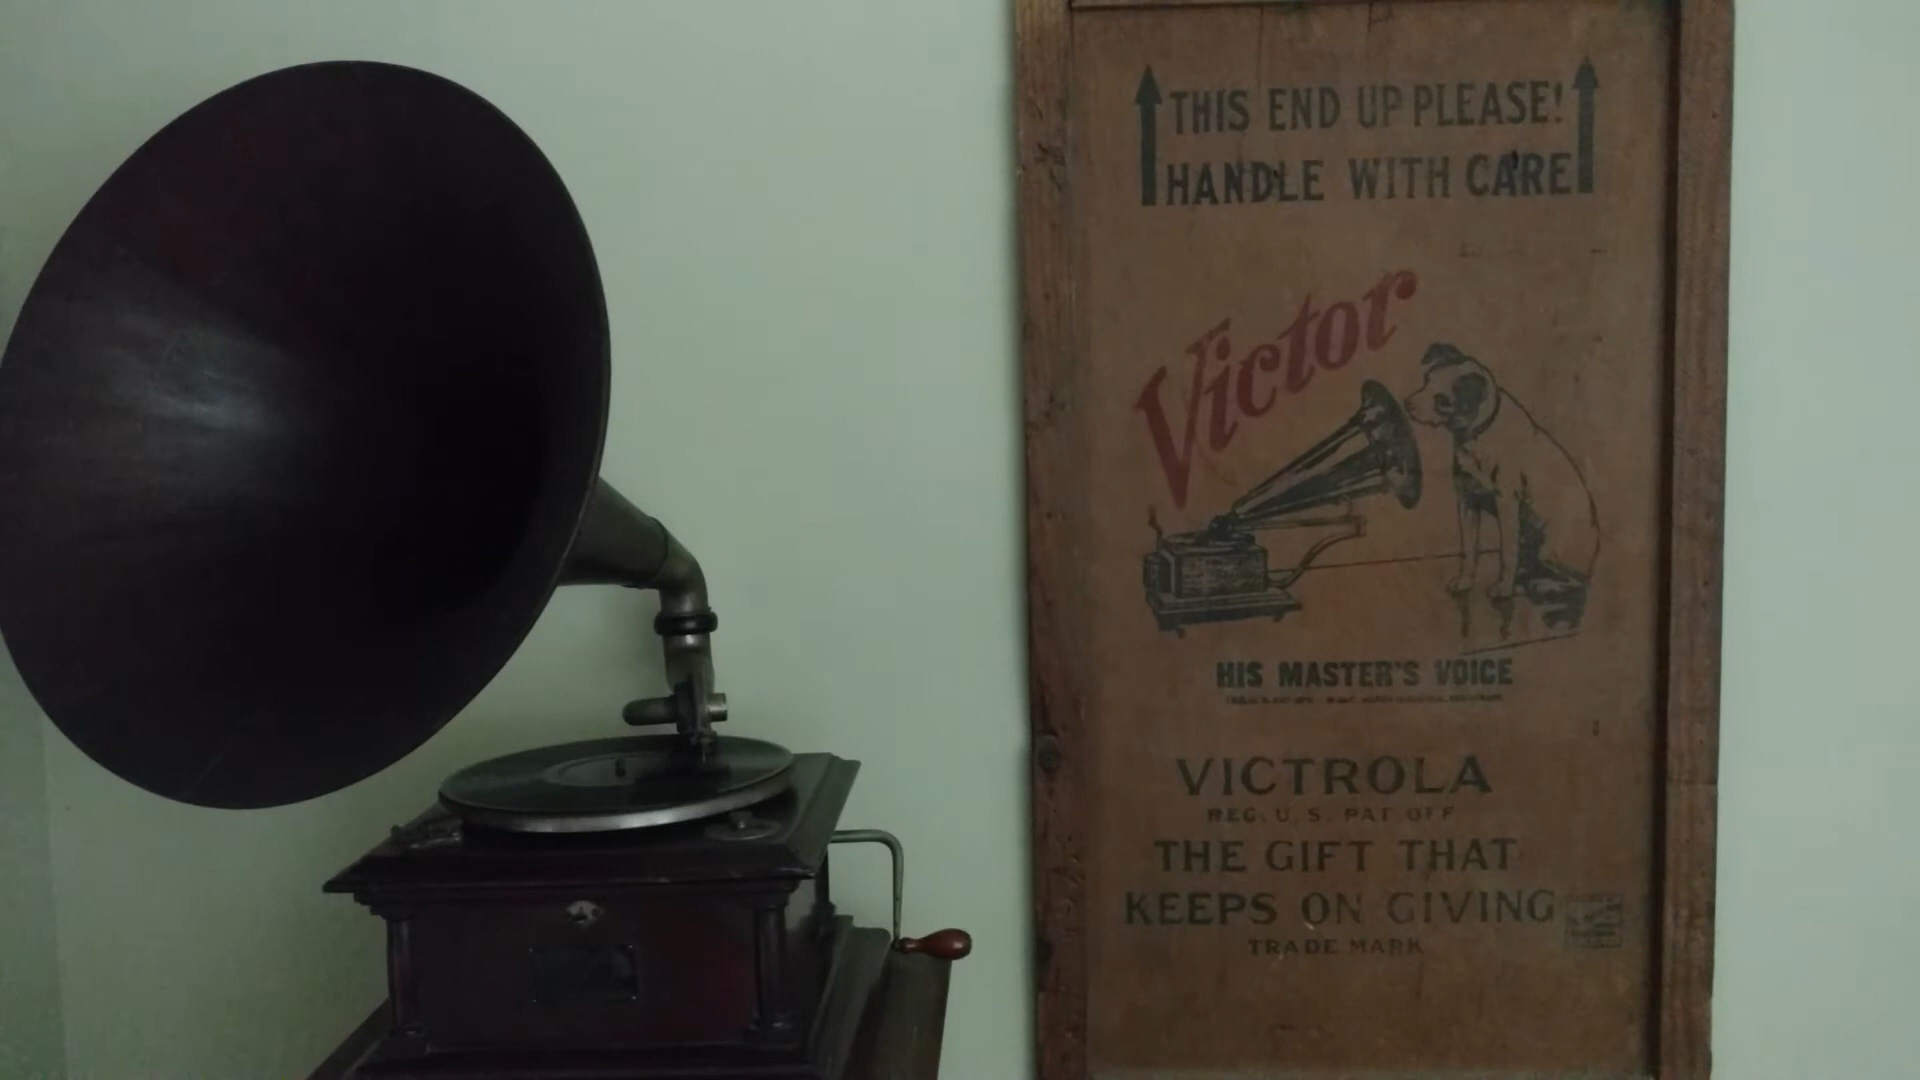 THIS END UP PLEASE!
HANDLE WITH CARE
Victor
HIS MASTER'S VOICE
VICTROLA
REG. U.S. PAT OFF
THE GIFT THAT
KEEPS ON GIVING
TRADE MARK